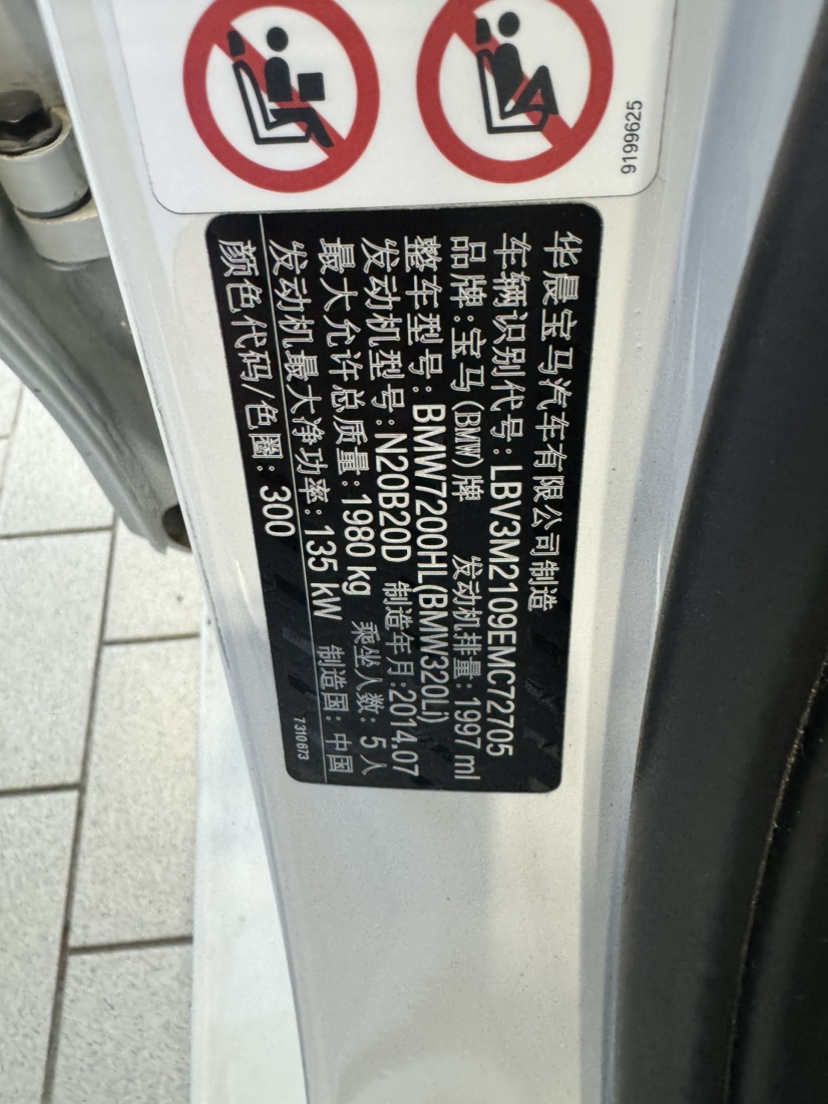 9199625
华晨宝马汽车有限公司制造
车辆识别代号:LBV3M2109EMC72705
品牌:宝马(BMW)牌 发动机排量:1997 ml
整车型号:BMW7200HL(BMW320Li)
发动机型号:N20B20D 制造年月:2014.07
最大允许总质量:1980 kg 乘坐人数:5人
发动机最大净功率:135 kW 制造国:中国
颜色代码/色圈:300
7310673